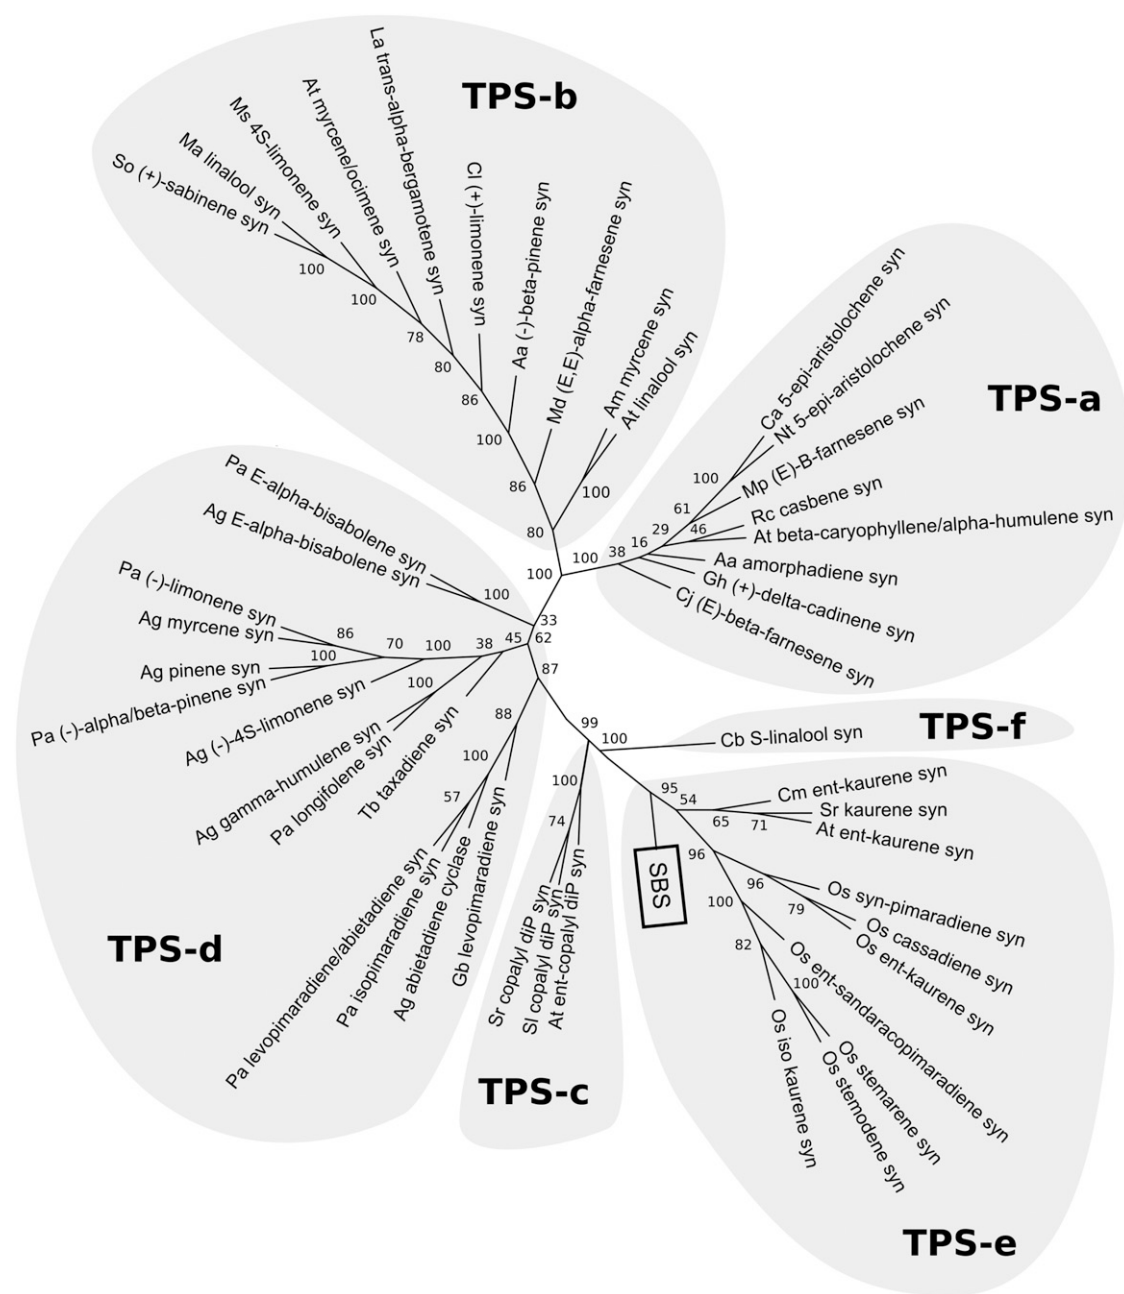 TPS-b
La trans-alpha-bergamotene syn
At myrcene/ocimene syn
Ms 4S-limonene syn
Ma linalool syn
So (+)-sabinene syn
Cl (+)-limonene syn
Aa (-)-beta-pinene syn
Md (E,E)-alpha-farnesene syn
Am myrcene syn
At linalool syn
100
100
78
80
86
100
86
100
80
100
TPS-a
Ca 5-epi-aristolochene syn
Nt 5-epi-aristolochene syn
Mp (E)-B-farnesene syn
Rc casbene syn
At beta-caryophyllene/alpha-humulene syn
Aa amorphadiene syn
Gh (+)-delta-cadinene syn
Cj (E)-beta-farnesene syn
100
61
46
29
16
38
100
Pa E-alpha-bisabolene syn
Ag E-alpha-bisabolene syn
Pa (-)-limonene syn
Ag myrcene syn
Ag pinene syn
Pa (-)-alpha/beta-pinene syn
Ag (-)-4S-limonene syn
Ag gamma-humulene syn
Pa longifolene syn
Tb taxadiene syn
Pa levopimaradiene/abietadiene syn
Pa isopimaradiene syn
Ag abietadiene cyclase
Gb levopimaradiene syn
TPS-d
100
33
86
70
100
38
45
62
100
100
87
88
100
57
TPS-f
Cb S-linalool syn
99
100
TPS-c
Sr copalyl diP syn
Sl copalyl diP syn
At ent-copalyl diP syn
100
74
SBS
95
54
65
71
Cm ent-kaurene syn
Sr kaurene syn
At ent-kaurene syn
96
96
79
Os syn-pimaradiene syn
Os cassadiene syn
Os ent-kaurene syn
100
82
100
Os ent-sandaracopimaradiene syn
Os stemarene syn
Os stemodene syn
Os iso kaurene syn
TPS-e